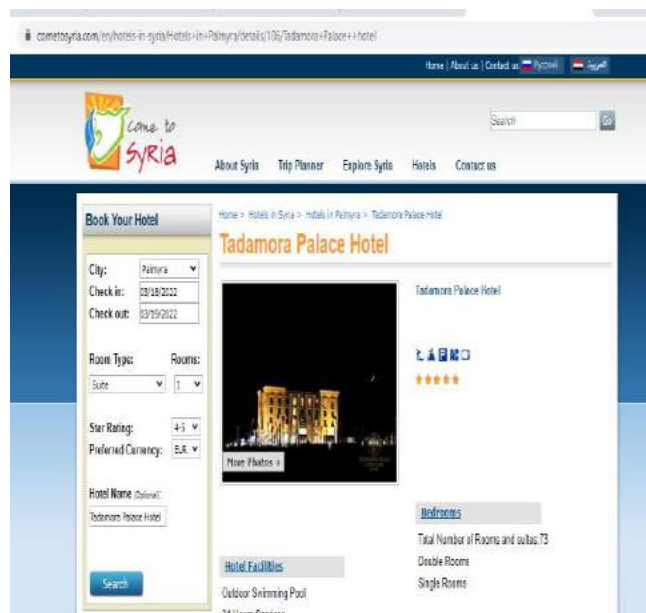 cometosyria.com/en/hotels-in-syria/Hotels+in+Palmyra/details/106/Tadamora+Palace++hotel
Home | About us | Contact us Русский العربية
come to
SyRia
Search Go
About Syria Trip Planner Explore Syria Hotels Contact us
Book Your Hotel
Home > Hotels in Syria > Hotels in Palmyra > Tadamora Palace Hotel
Tadamora Palace Hotel
City: Palmyra
Check in: 03/18/2022
Check out: 03/19/2022
Tadamora Palace Hotel
Room Type: Rooms:
Suite 1
Star Rating: 4-5
Preferred Currency: EUR
More Photos
Hotel Name (Optional):
Tadamora Palace Hotel
Search
Bedrooms
Total Number of Rooms and suites:73
Double Rooms
Single Rooms
Hotel Facilities
Outdoor Swimming Pool
24 Hours